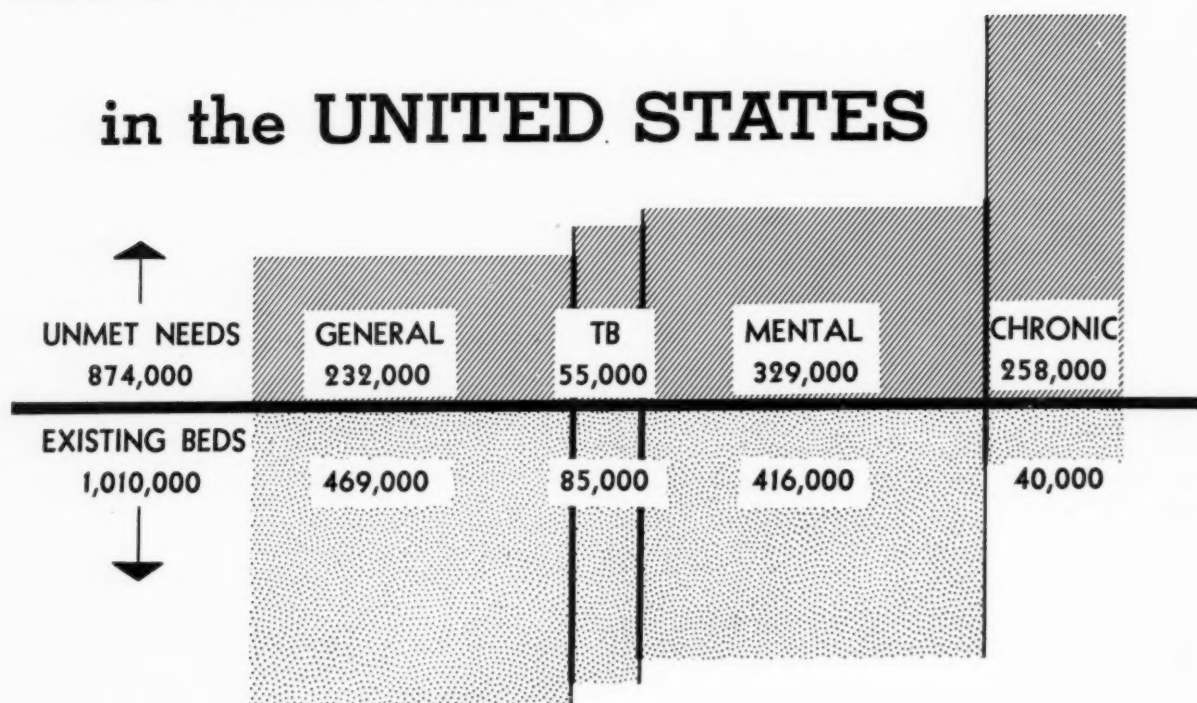 in the UNITED STATES
UNMET NEEDS
874,000
GENERAL
232,000
TB
55,000
MENTAL
329,000
CHRONIC
258,000
EXISTING BEDS
1,010,000
469,000
85,000
416,000
40,000